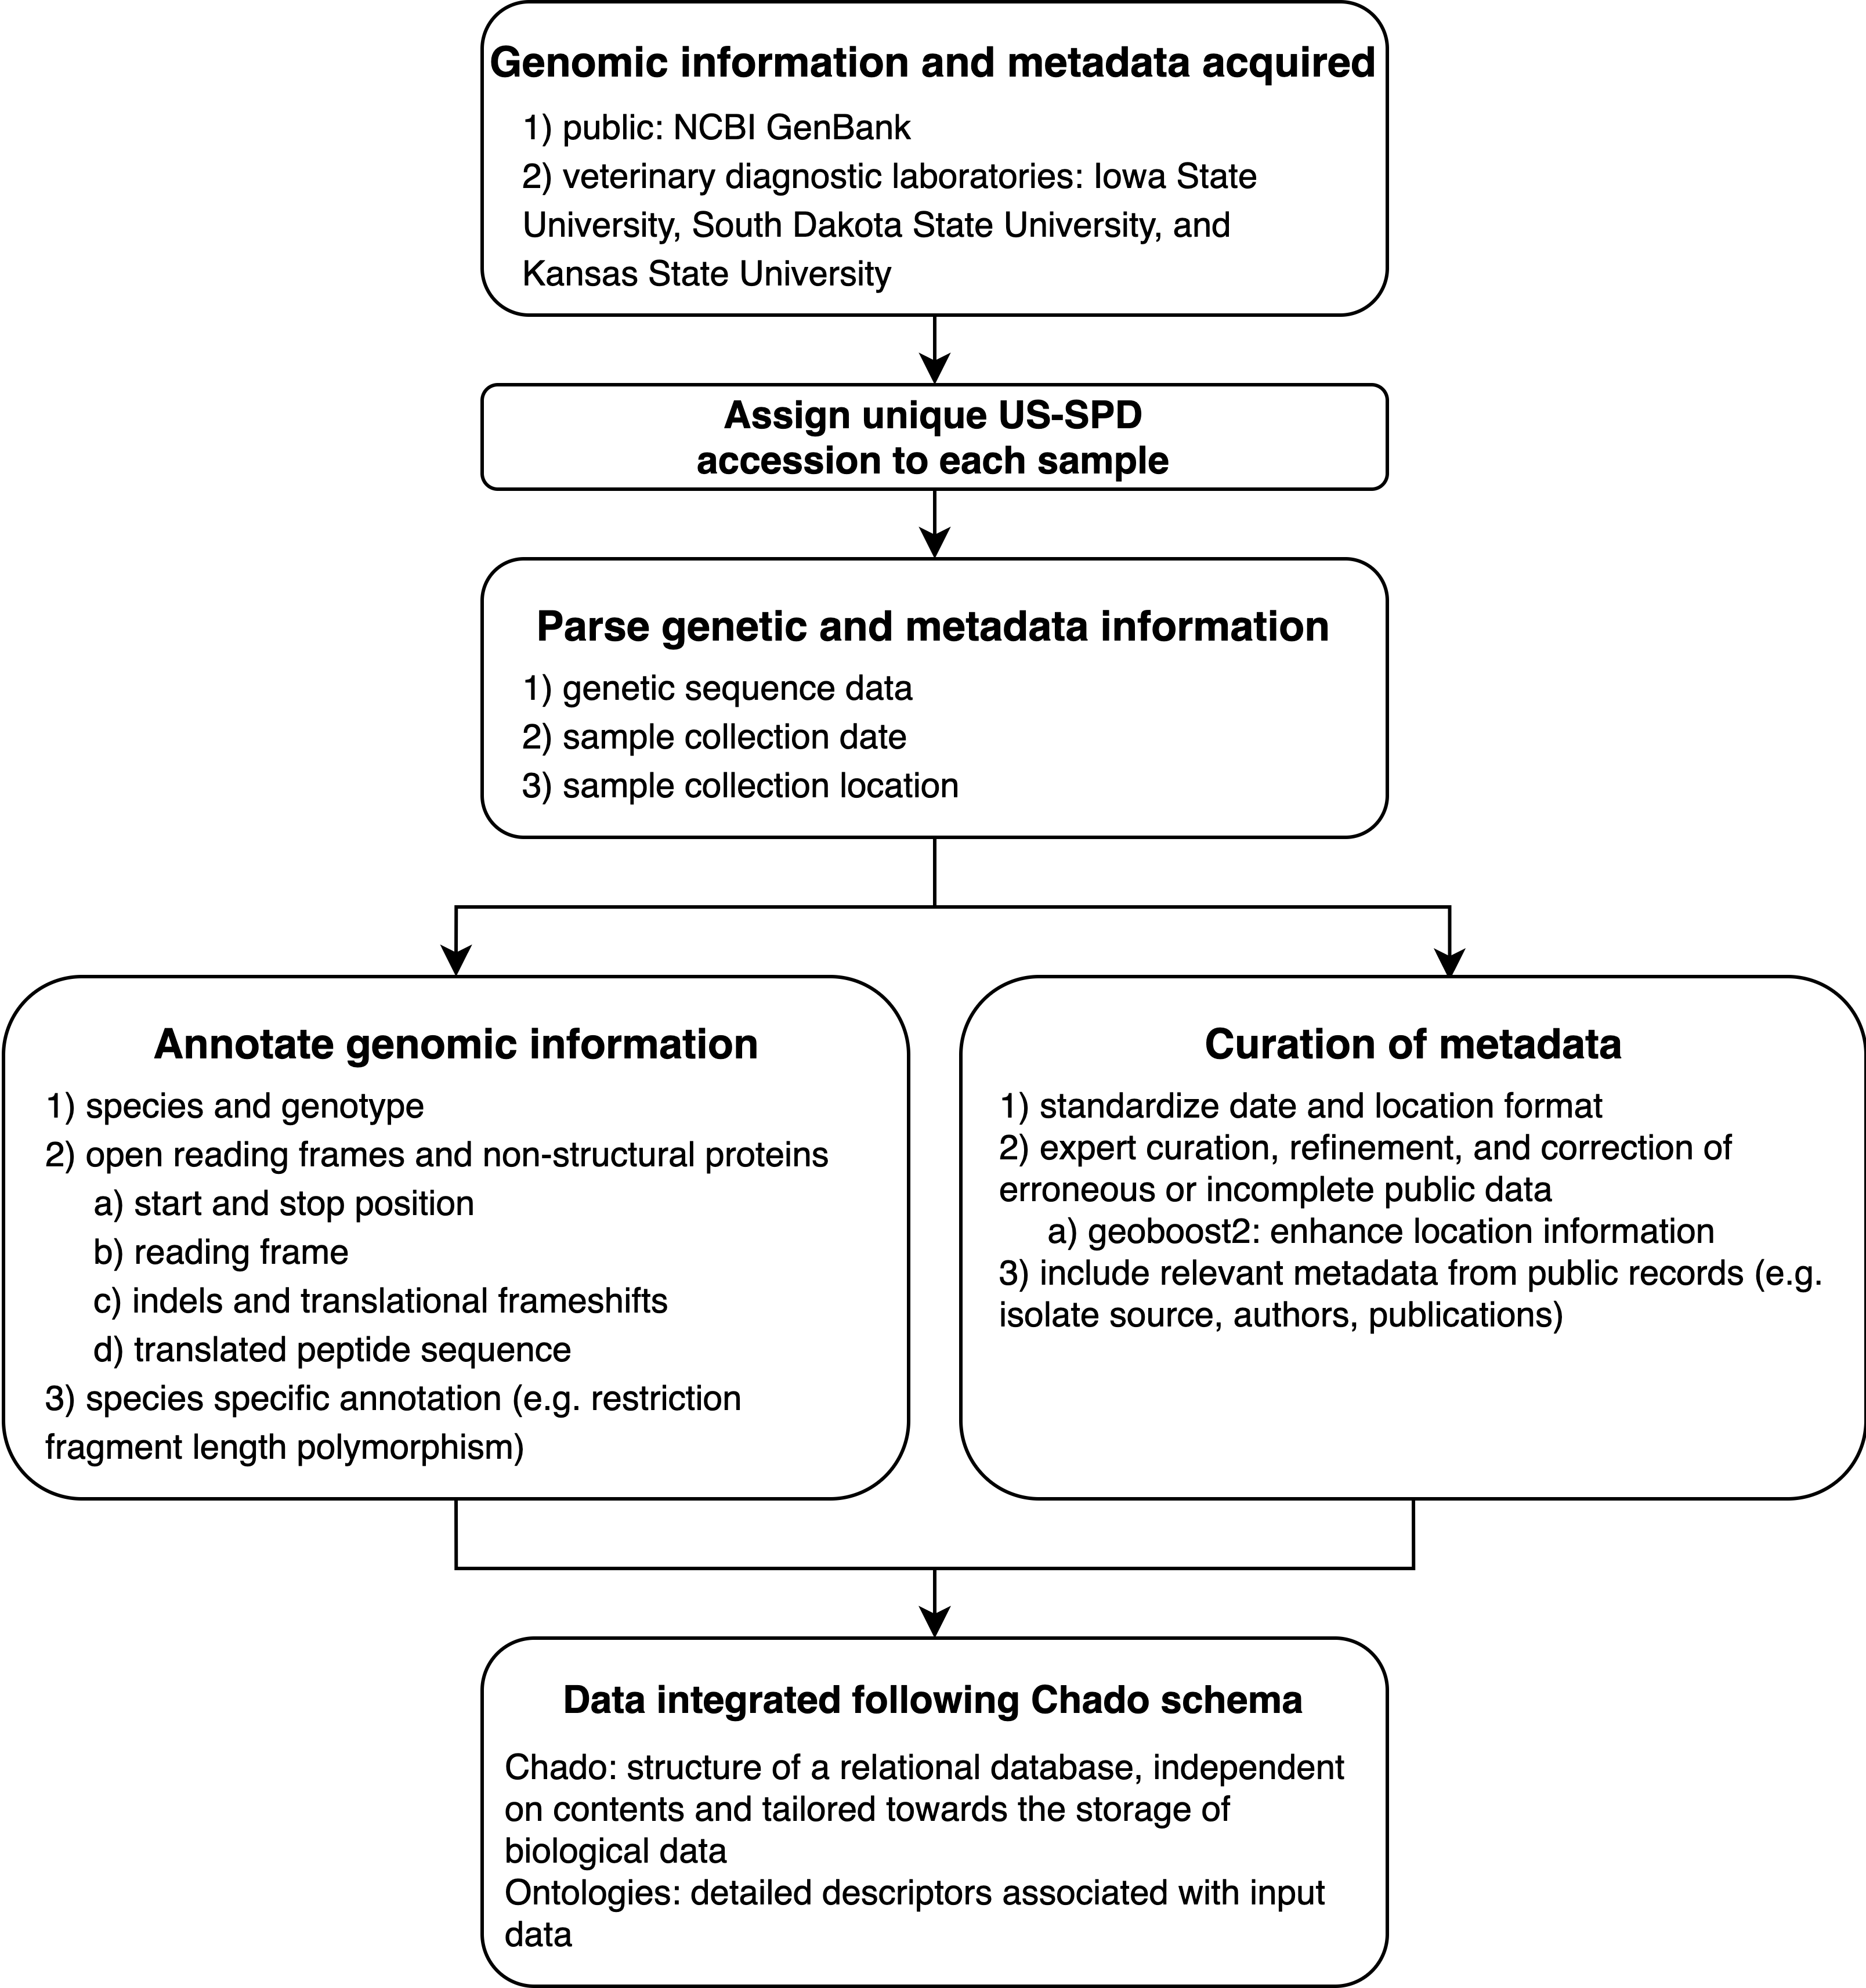 Genomic information and metadata acquired
1) public: NCBI GenBank
2) veterinary diagnostic laboratories: Iowa State
University, South Dakota State University, and
Kansas State University
Assign unique US-SPD
accession to each sample
Parse genetic and metadata information
1) genetic sequence data
2) sample collection date
3) sample collection location
Annotate genomic information
1) species and genotype
2) open reading frames and non-structural proteins
a) start and stop position
b) reading frame
c) indels and translational frameshifts
d) translated peptide sequence
3) species specific annotation (e.g. restriction
fragment length polymorphism)
Curation of metadata
1) standardize date and location format
2) expert curation, refinement, and correction of
erroneous or incomplete public data
a) geoboost2: enhance location information
3) include relevant metadata from public records (e.g.
isolate source, authors, publications)
Data integrated following Chado schema
Chado: structure of a relational database, independent
on contents and tailored towards the storage of
biological data
Ontologies: detailed descriptors associated with input
data